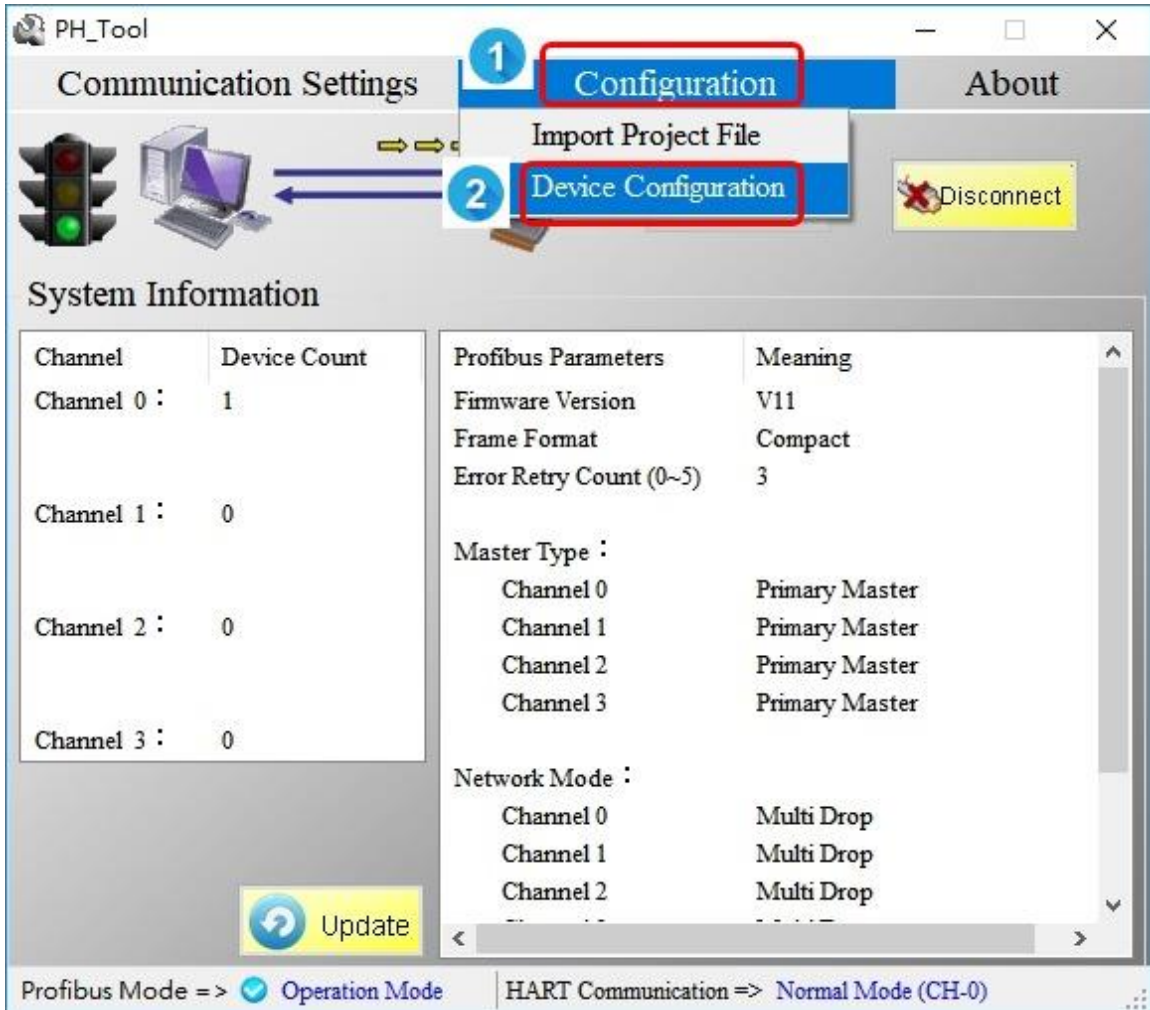 PH_Tool
Communication Settings
1
Configuration
About
Import Project File
2
Device Configuration
Disconnect
System Information
Channel Device Count
Channel 0： 1
Channel 1： 0
Channel 2： 0
Channel 3： 0
Profibus Parameters Meaning
Firmware Version V11
Frame Format Compact
Error Retry Count (0~5) 3
Master Type：
Channel 0 Primary Master
Channel 1 Primary Master
Channel 2 Primary Master
Channel 3 Primary Master
Network Mode：
Channel 0 Multi Drop
Channel 1 Multi Drop
Channel 2 Multi Drop
Update
Profibus Mode => Operation Mode
HART Communication => Normal Mode (CH-0)